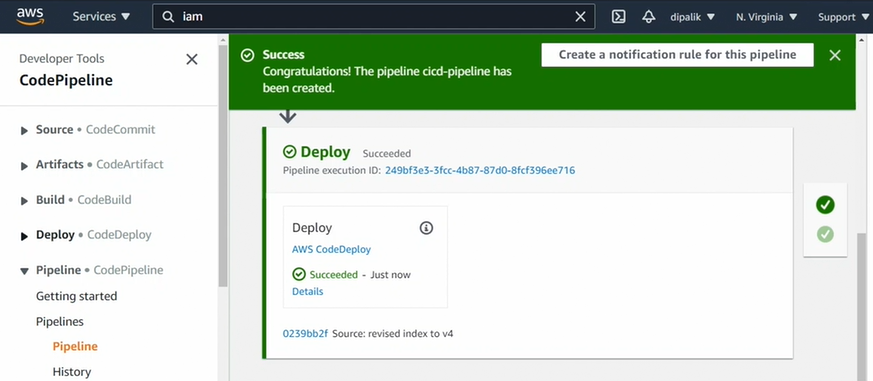 aws
Services
iam
dipalik
N. Virginia
Support
Developer Tools
CodePipeline
Source • CodeCommit
Artifacts • CodeArtifact
Build • CodeBuild
Deploy • CodeDeploy
Pipeline • CodePipeline
Getting started
Pipelines
Pipeline
History
Success
Congratulations! The pipeline cicd-pipeline has
been created.
Create a notification rule for this pipeline
Deploy Succeeded
Pipeline execution ID: 249bf3e3-3fcc-4b87-87d0-8fcf396ee716
Deploy
AWS CodeDeploy
Succeeded - Just now
Details
0239bb2f Source: revised index to v4